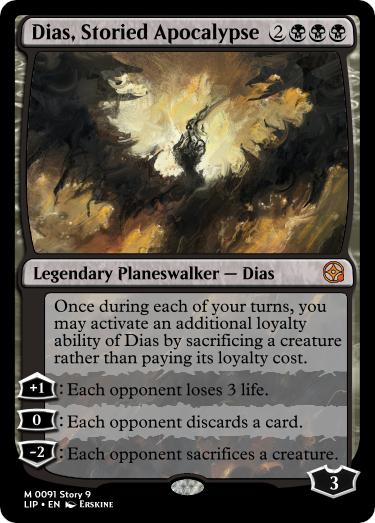 Dias, Storied Apocalypse 2
Legendary Planeswalker — Dias
Once during each of your turns, you
may activate an additional loyalty
ability of Dias by sacrificing a creature
rather than paying its loyalty cost.
+1: Each opponent loses 3 life.
0: Each opponent discards a card.
-2: Each opponent sacrifices a creature.
3
M 0091 Story 9
LIP • EN Erskine